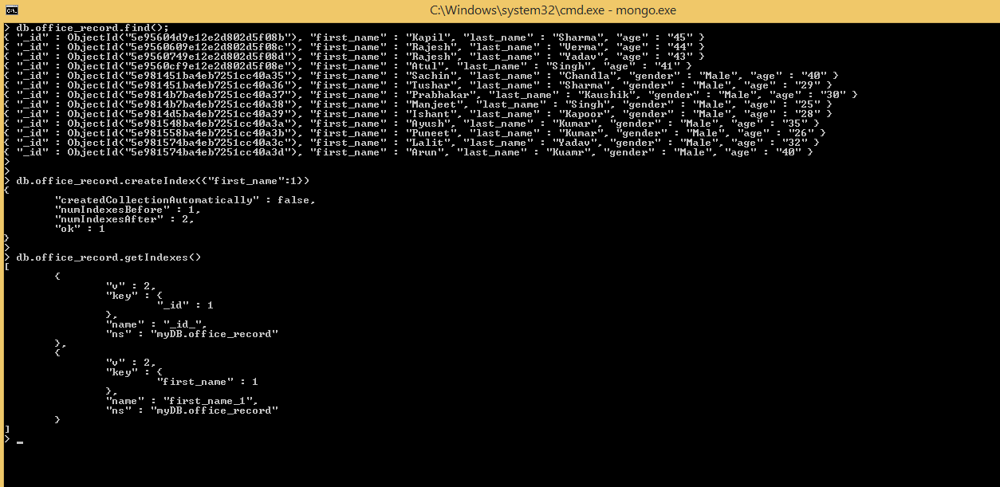 C:\Windows\system32\cmd.exe - mongo.exe
> db.office_record.find();
{ "_id" : ObjectId("5e95604d9e12e2d802d5f08b"), "first_name" : "Kapil", "last_name" : "Sharma", "age" : "45" }
{ "_id" : ObjectId("5e9560609e12e2d802d5f08c"), "first_name" : "Rajesh", "last_name" : "Verma", "age" : "44" }
{ "_id" : ObjectId("5e9560749e12e2d802d5f08d"), "first_name" : "Rajesh", "last_name" : "Yadav", "age" : "43" }
{ "_id" : ObjectId("5e9560cf9e12e2d802d5f08e"), "first_name" : "Atul", "last_name" : "Singh", "age" : "41" }
{ "_id" : ObjectId("5e981451ba4eb7251cc40a35"), "first_name" : "Sachin", "last_name" : "Chandla", "gender" : "Male", "age" : "40" }
{ "_id" : ObjectId("5e981451ba4eb7251cc40a36"), "first_name" : "Tushar", "last_name" : "Sharma", "gender" : "Male", "age" : "29" }
{ "_id" : ObjectId("5e9814b7ba4eb7251cc40a37"), "first_name" : "Prabhakar", "last_name" : "Kaushik", "gender" : "Male", "age" : "30" }
{ "_id" : ObjectId("5e9814b7ba4eb7251cc40a38"), "first_name" : "Manjeet", "last_name" : "Singh", "gender" : "Male", "age" : "25" }
{ "_id" : ObjectId("5e9814d5ba4eb7251cc40a39"), "first_name" : "Ishant", "last_name" : "Kapoor", "gender" : "Male", "age" : "28" }
{ "_id" : ObjectId("5e981548ba4eb7251cc40a3a"), "first_name" : "Ayush", "last_name" : "Kumar", "gender" : "Male", "age" : "35" }
{ "_id" : ObjectId("5e981558ba4eb7251cc40a3b"), "first_name" : "Puneet", "last_name" : "Kumar", "gender" : "Male", "age" : "26" }
{ "_id" : ObjectId("5e981574ba4eb7251cc40a3c"), "first_name" : "Lalit", "last_name" : "Yadav", "gender" : "Male", "age" : "32" }
{ "_id" : ObjectId("5e981574ba4eb7251cc40a3d"), "first_name" : "Arun", "last_name" : "Kuamr", "gender" : "Male", "age" : "40" }
>
>
> db.office_record.createIndex({"first_name":1})
{
"createdCollectionAutomatically" : false,
"numIndexesBefore" : 1,
"numIndexesAfter" : 2,
"ok" : 1
}
>
> db.office_record.getIndexes()
[
{
"v" : 2,
"key" : {
"_id" : 1
},
"name" : "_id_",
"ns" : "myDB.office_record"
},
{
"v" : 2,
"key" : {
"first_name" : 1
},
"name" : "first_name_1",
"ns" : "myDB.office_record"
}
]
> _